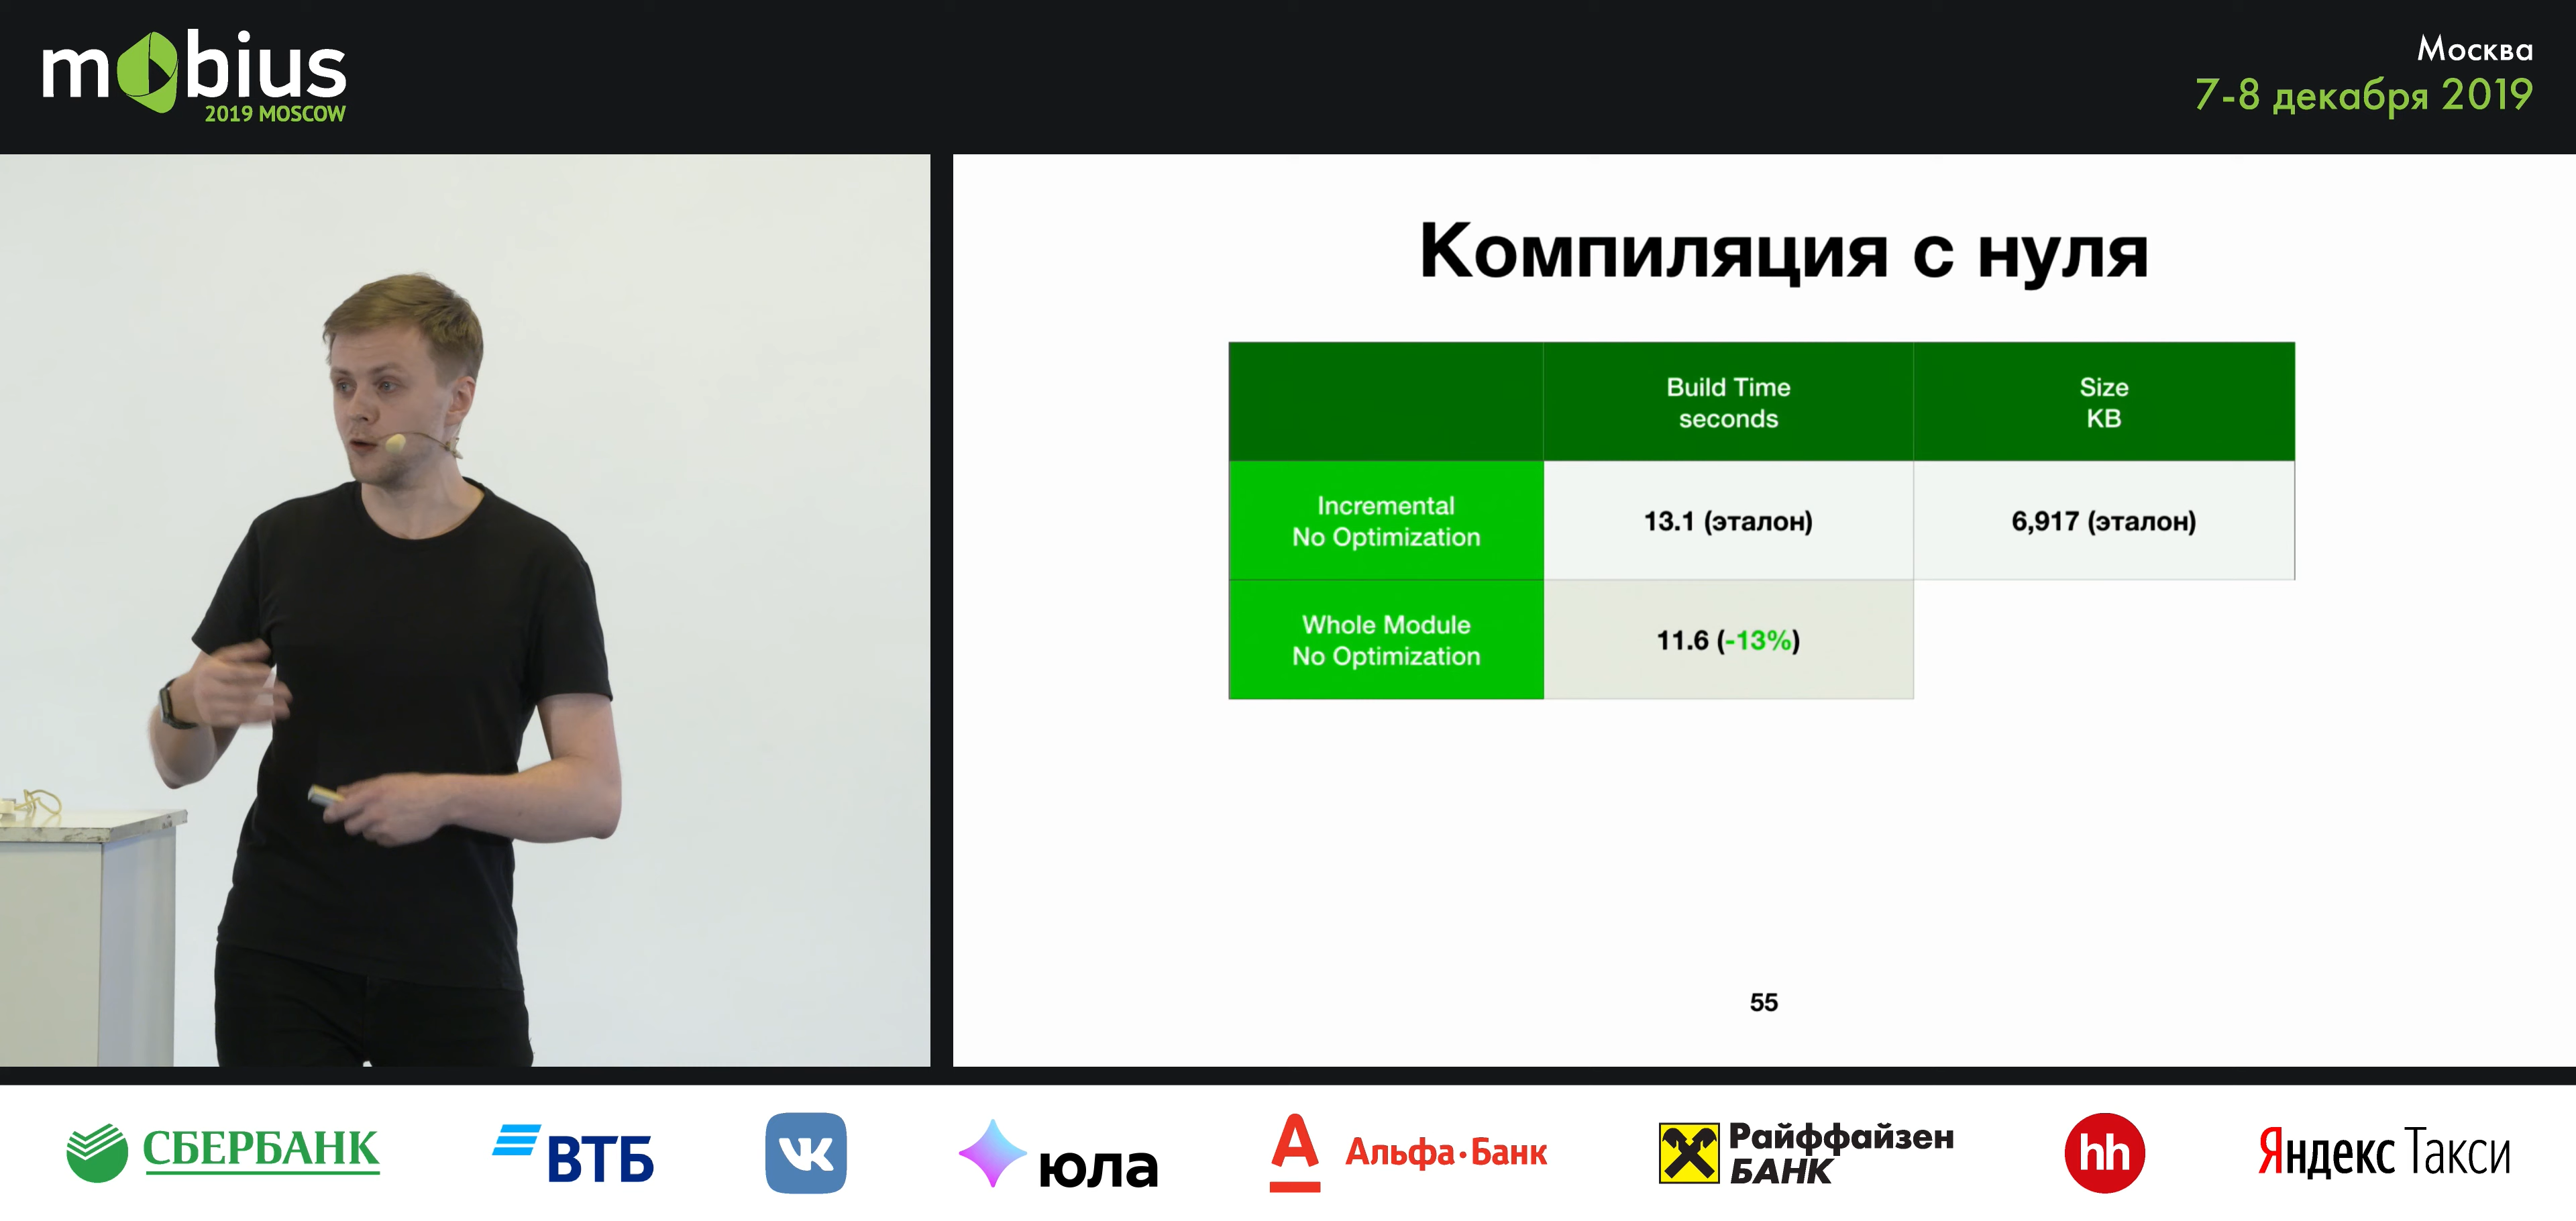 mobius
2019 MOSCOW
Москва
7-8 декабря 2019
Компиляция с нуля
Build Time
seconds
Size
KB
Incremental
No Optimization
13.1 (эталон)
6,917 (эталон)
Whole Module
No Optimization
11.6 (-13%)
55
СБЕРБАНК
ВТБ
VK
юла
А
Альфа·Банк
Райффайзен
БАНК
hh
Яндекс Такси